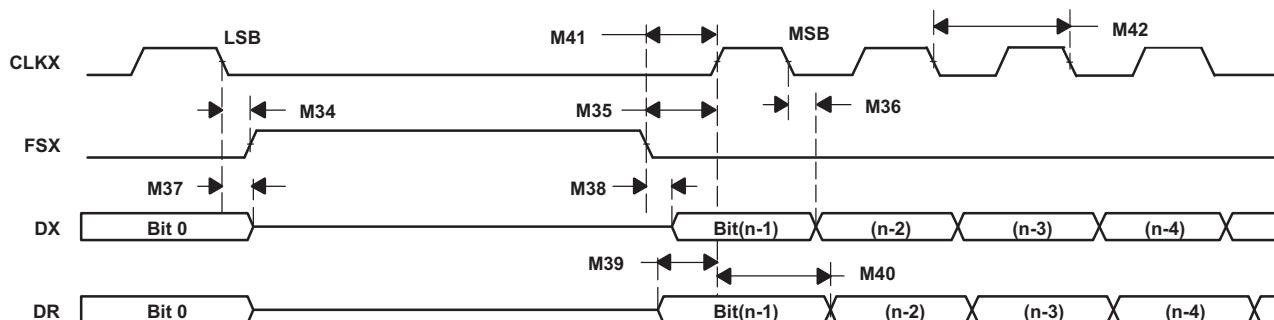 LSB
M41
MSB
M42
CLKX
M34
M35
M36
FSX
M37
M38
DX
Bit 0
Bit(n-1)
(n-2)
(n-3)
(n-4)
M39
M40
DR
Bit 0
Bit(n-1)
(n-2)
(n-3)
(n-4)